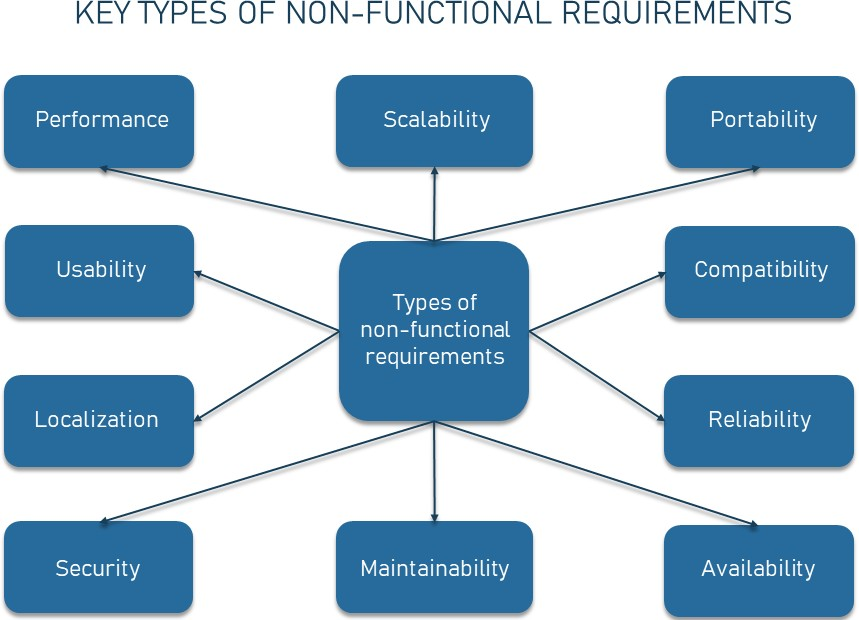 KEY TYPES OF NON-FUNCTIONAL REQUIREMENTS
Performance
Scalability
Portability
Usability
Compatibility
Types of
non-functional
requirements
Localization
Reliability
Security
Maintainability
Availability